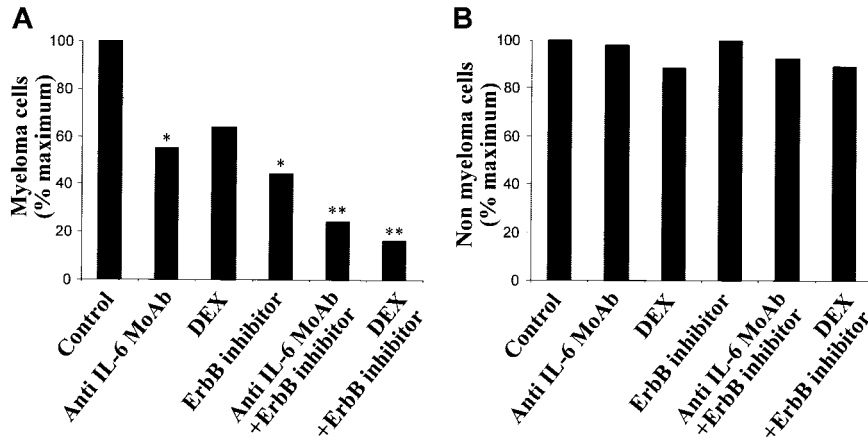 A
Myeloma cells
(% maximum)
100
80
60
40
20
0
*
*
**
**
Control
Anti IL-6 MoAb
DEX
ErbB inhibitor
Anti IL-6 MoAb
+ErbB inhibitor
DEX
+ErbB inhibitor
B
Non myeloma cells
(% maximum)
100
80
60
40
20
0
Control
Anti IL-6 MoAb
DEX
ErbB inhibitor
Anti IL-6 MoAb
+ErbB inhibitor
DEX
+ErbB inhibitor